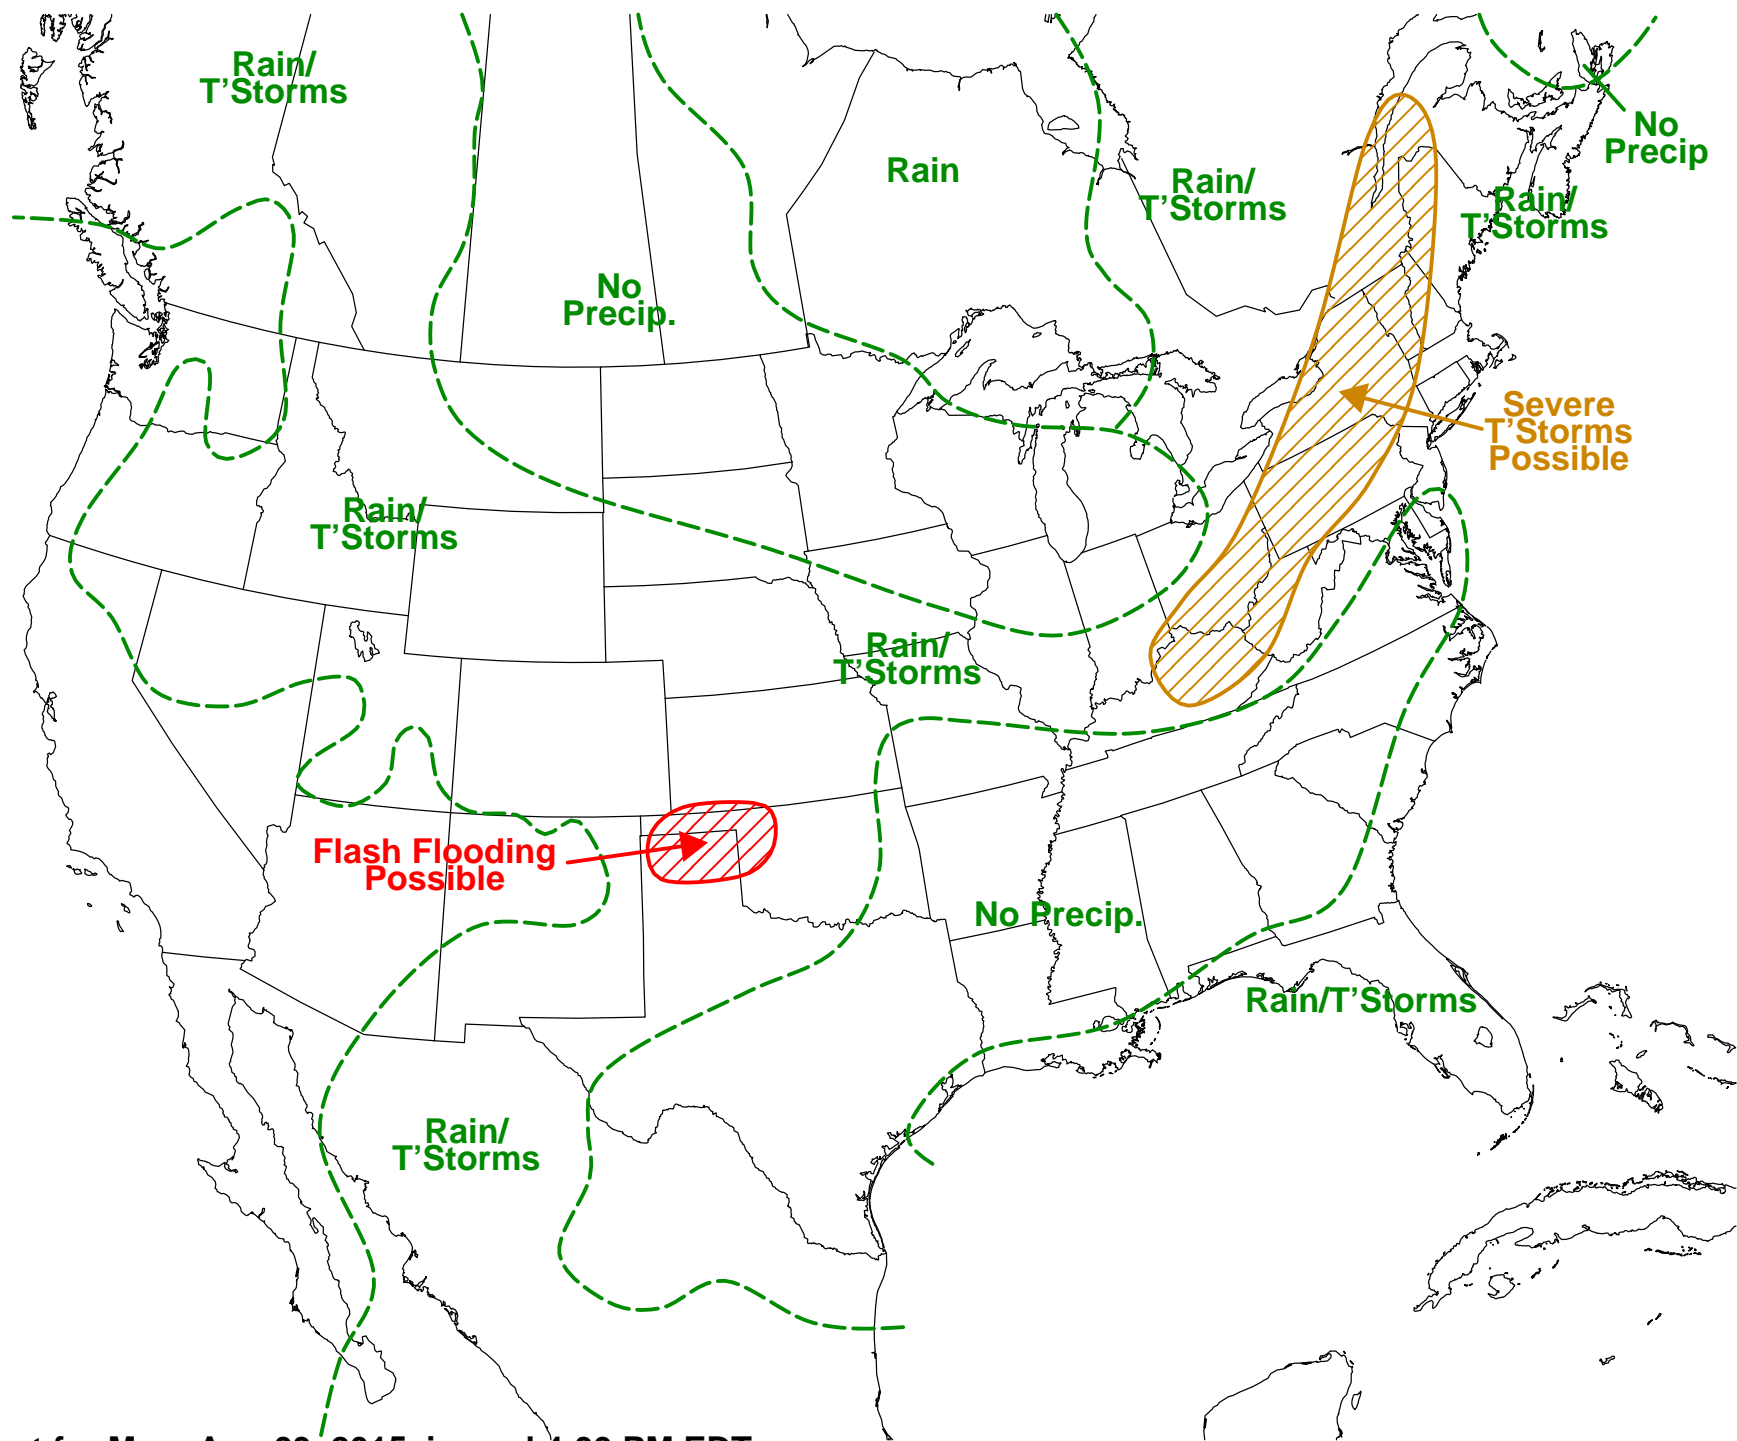 Rain/
T'Storms
No
Precip
Rain
Rain/
T'Storms
Rain/
T'Storms
No
Precip.
Severe
T'Storms
Possible
Rain/
T'Storms
Rain/
T'Storms
Flash Flooding
Possible
No Precip.
Rain/T'Storms
Rain/
T'Storms